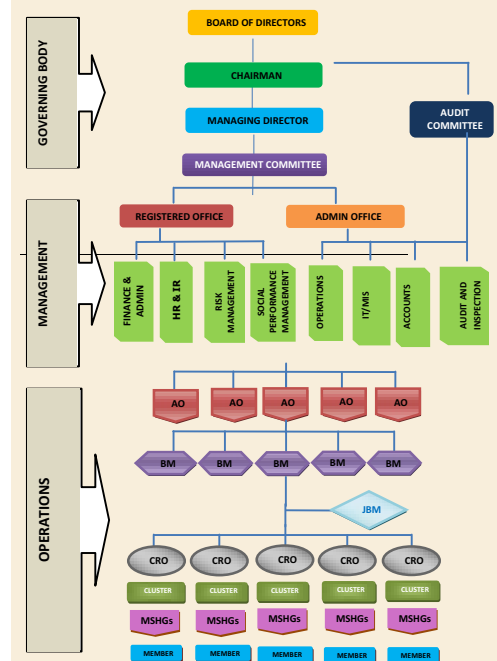 GOVERNING BODY
BOARD OF DIRECTORS
CHAIRMAN
MANAGING DIRECTOR
AUDIT
COMMITTEE
MANAGEMENT COMMITTEE
MANAGEMENT
REGISTERED OFFICE
ADMIN OFFICE
FINANCE &
ADMIN
HR & IR
RISK
MANAGEMENT
SOCIAL
PERFORMANCE
MANAGEMENT
OPERATIONS
IT/MIS
ACCOUNTS
AUDIT AND
INSPECTION
OPERATIONS
AO
AO
AO
AO
AO
BM
BM
BM
BM
BM
JBM
CRO
CRO
CRO
CRO
CRO
CLUSTER
CLUSTER
CLUSTER
CLUSTER
CLUSTER
MSHGs
MSHGs
MSHGs
MSHGs
MSHGs
MEMBER
MEMBER
MEMBER
MEMBER
MEMBER